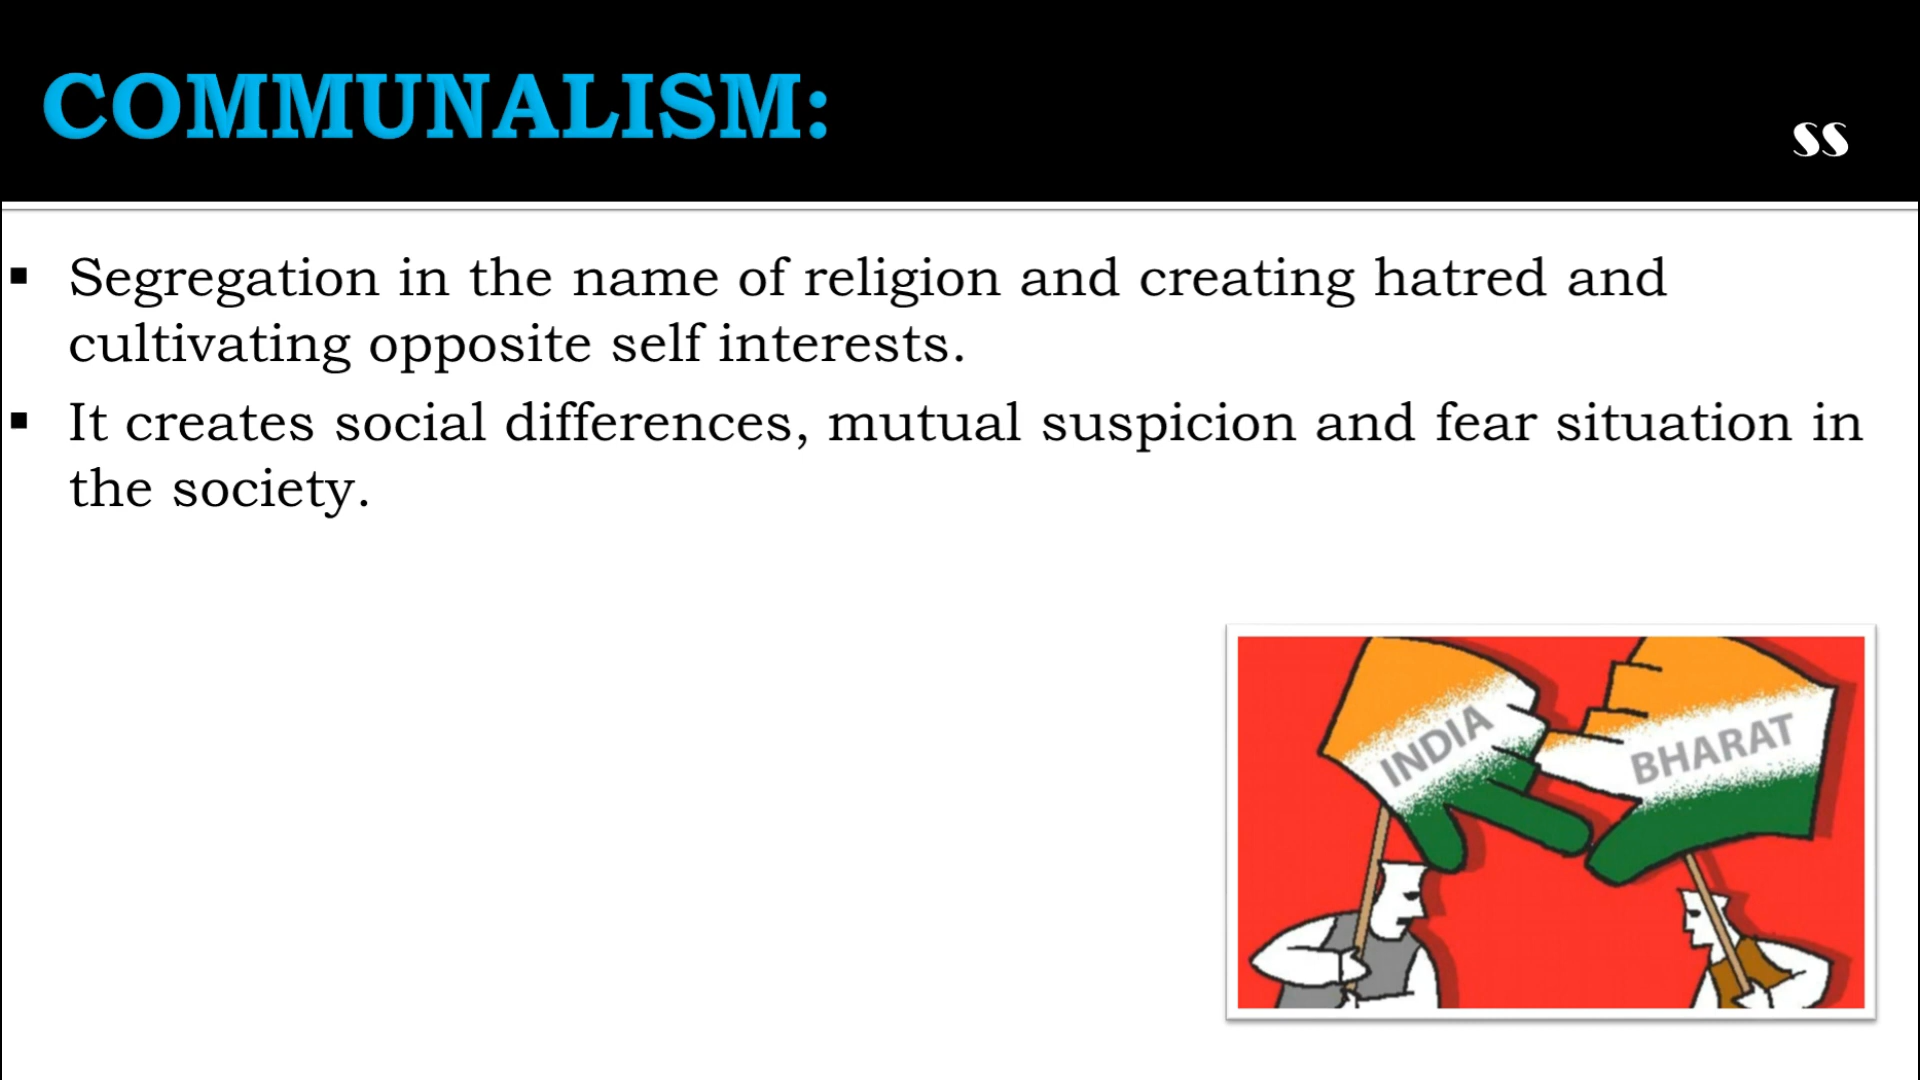 COMMUNALISM:
SS
▪ Segregation in the name of religion and creating hatred and
cultivating opposite self interests.
▪ It creates social differences, mutual suspicion and fear situation in
the society.
INDIA
BHARAT